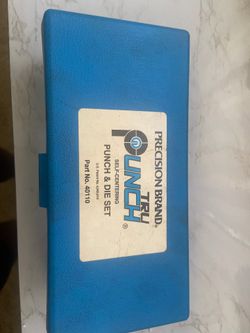 PRECISION BRAND®
TRU
PUNCH®
SELF-CENTERING
PUNCH & DIE SET
Part No. 40110